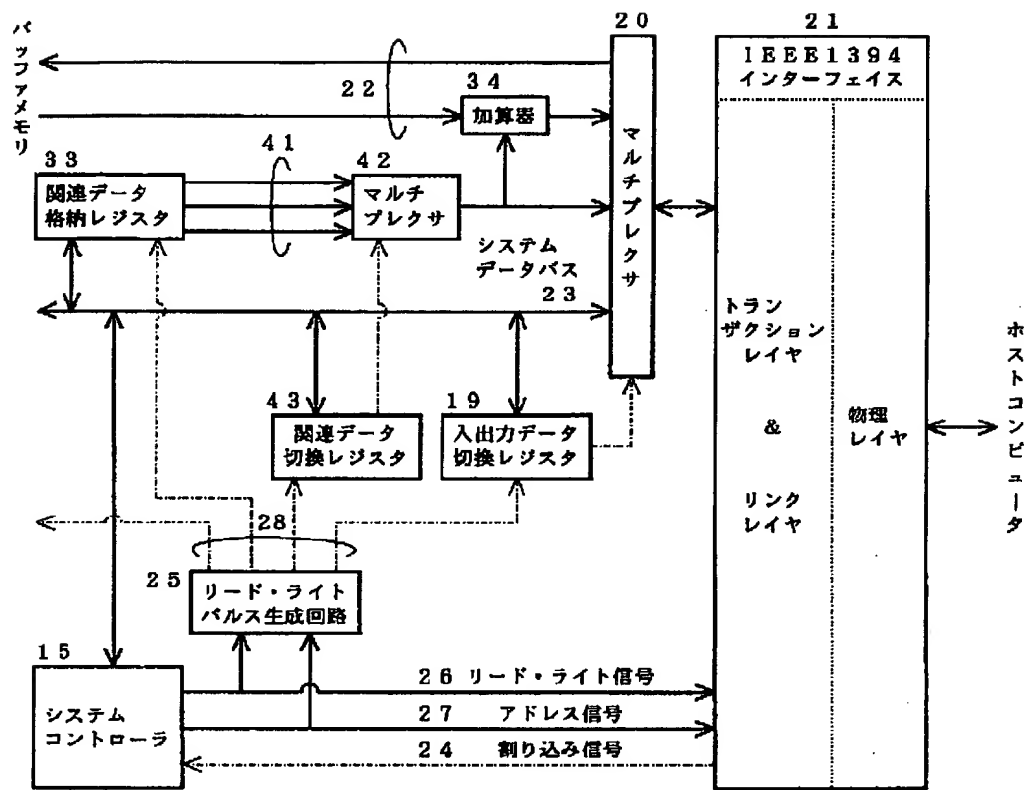 20
21
バッファメモリ
IEEE1394
インターフェイス
22
34
加算器
マルチプレクサ
33
関連データ
格納レジスタ
41
42
マルチ
プレクサ
システム
データバス
23
トラン
ザクション
レイヤ
&
リンク
レイヤ
物理
レイヤ
ホストコンピュータ
43
関連データ
切換レジスタ
19
入出力データ
切換レジスタ
28
25
リード・ライト
パルス生成回路
15
システム
コントローラ
26 リード・ライト信号
27 アドレス信号
24 割り込み信号